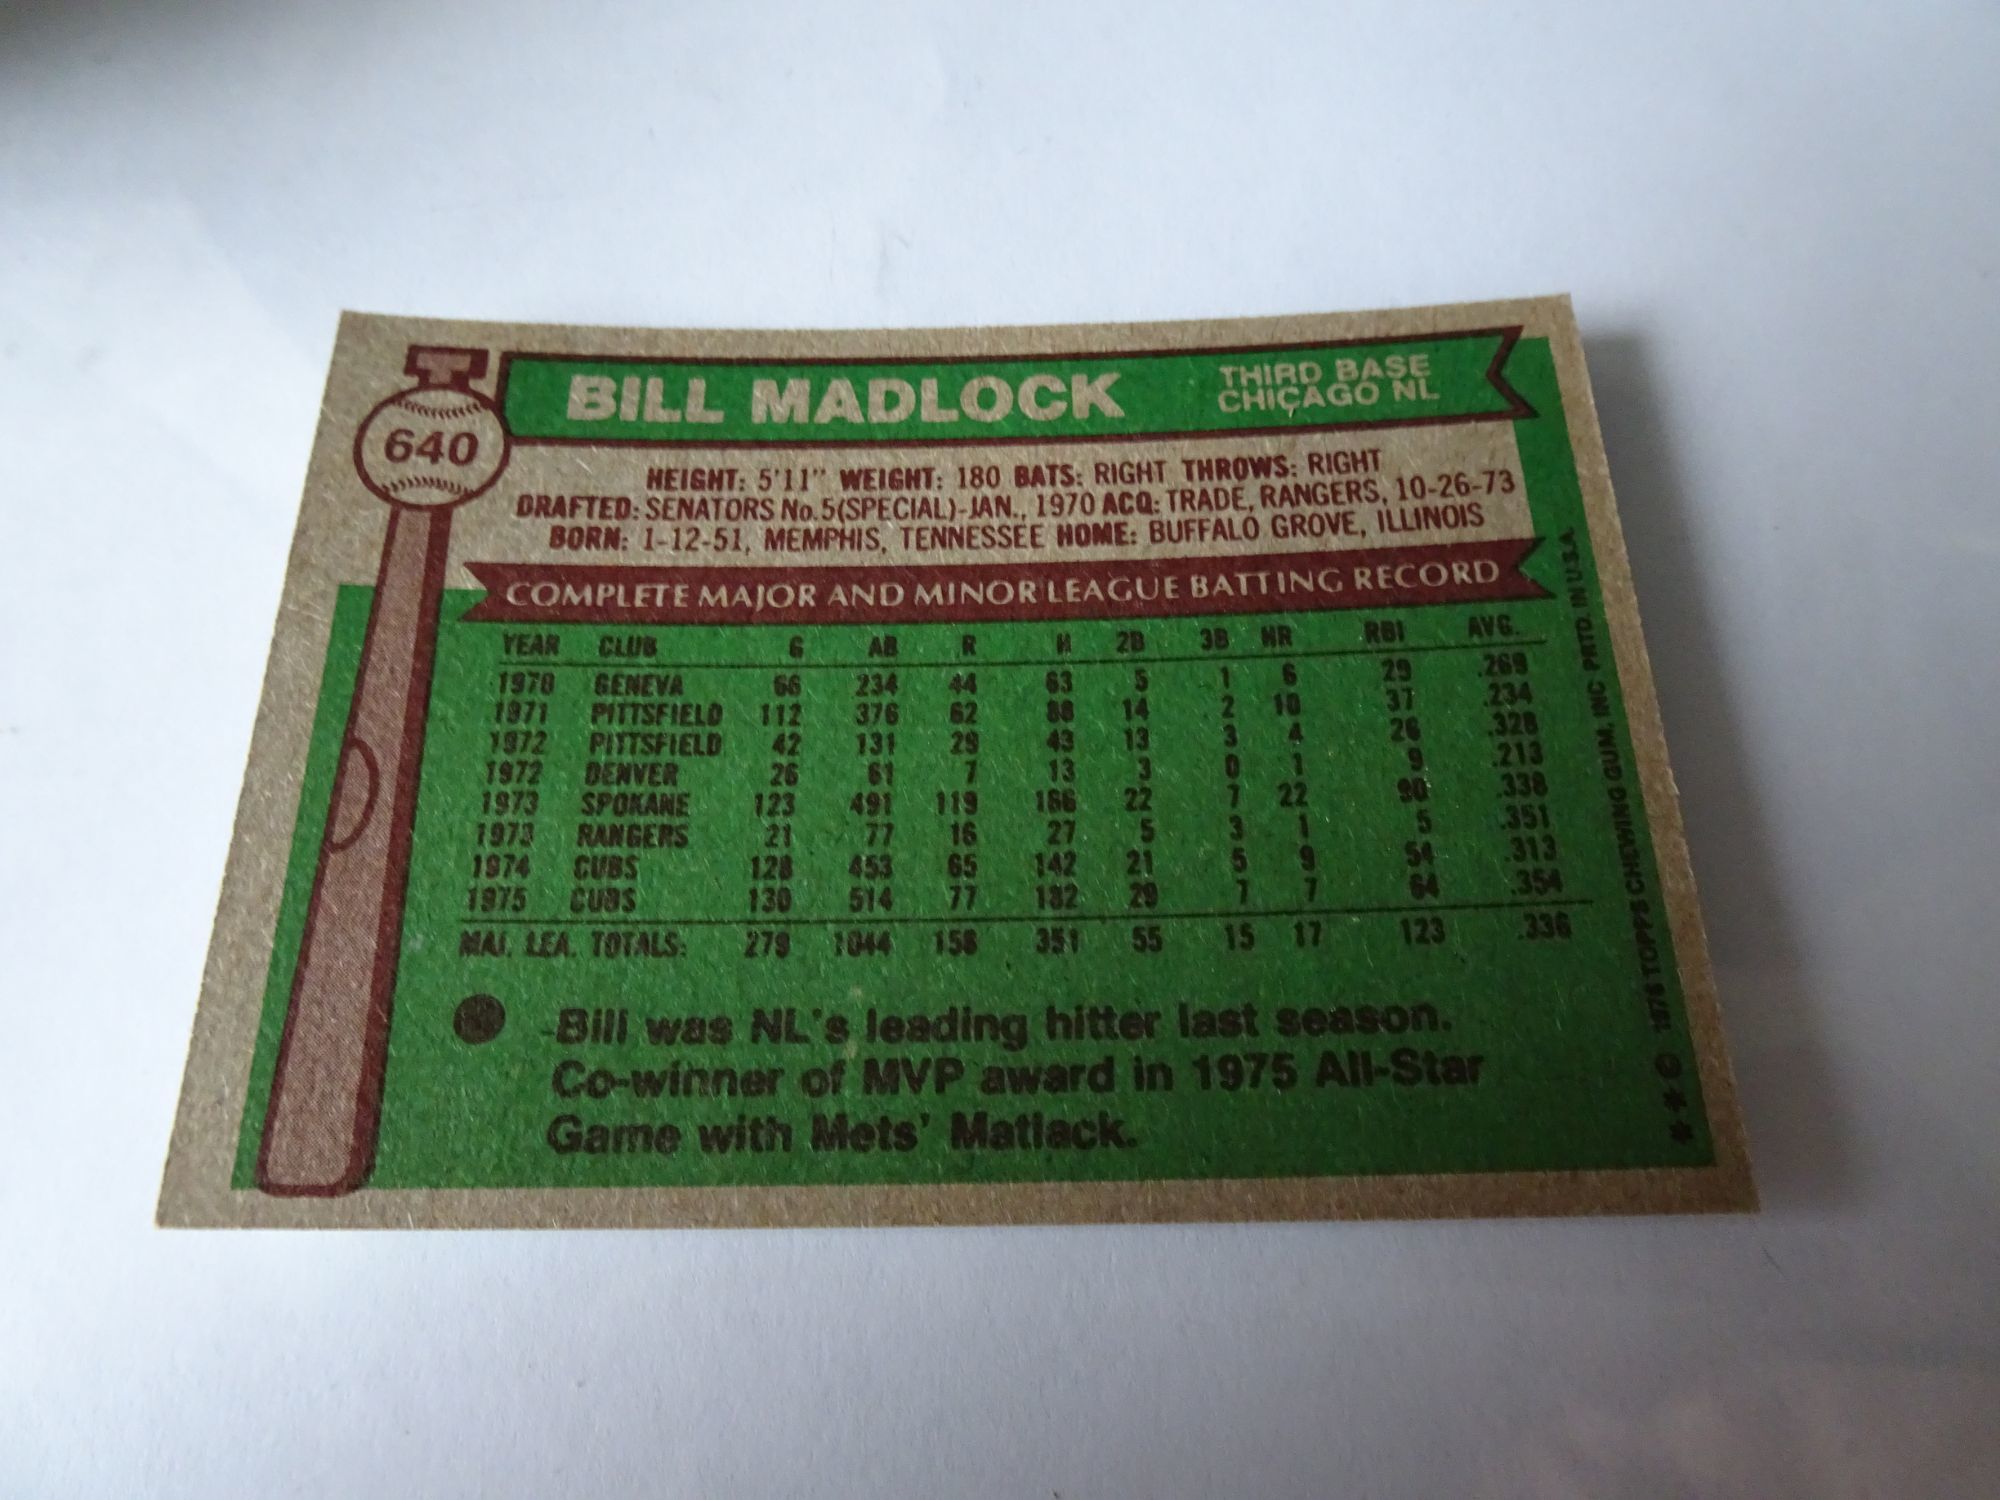 T
640
BILL MADLOCK
THIRD BASE
CHICAGO NL
HEIGHT: 5'11" WEIGHT: 180 BATS: RIGHT THROWS: RIGHT
DRAFTED: SENATORS No.5(SPECIAL)-JAN., 1970 ACQ: TRADE, RANGERS, 10-26-73
BORN: 1-12-51, MEMPHIS, TENNESSEE HOME: BUFFALO GROVE, ILLINOIS
COMPLETE MAJOR AND MINOR LEAGUE BATTING RECORD
YEAR CLUB G AB R H 2B 3B HR RBI AVG.
1970 GENEVA 66 234 44 63 5 1 6 29 .269
1971 PITTSFIELD 112 376 62 88 14 2 10 37 .234
1972 PITTSFIELD 42 131 29 43 13 3 4 26 .328
1972 DENVER 26 61 7 13 3 0 1 9 .213
1973 SPOKANE 123 491 119 166 22 7 22 90 .338
1973 RANGERS 21 77 16 27 5 3 1 5 .351
1974 CUBS 128 453 65 142 21 5 9 54 .313
1975 CUBS 130 514 77 182 29 7 7 64 .354
MAJ. LEA. TOTALS: 279 1044 158 351 55 15 17 123 .336
Bill was NL's leading hitter last season.
Co-winner of MVP award in 1975 All-Star
Game with Mets' Matlack.
** © 1976 TOPPS CHEWING GUM, INC PRTD. IN U.S.A.